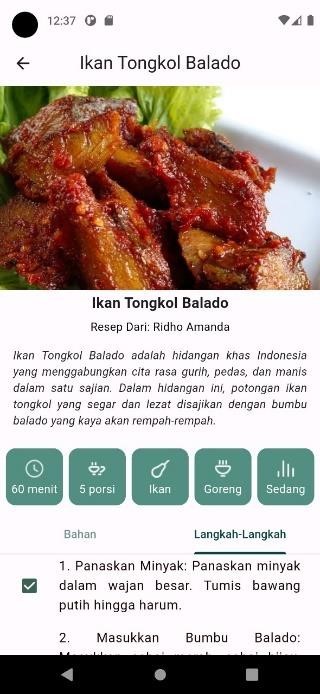 12:37
Ikan Tongkol Balado
Ikan Tongkol Balado
Resep Dari: Ridho Amanda
Ikan Tongkol Balado adalah hidangan khas Indonesia
yang menggabungkan cita rasa gurih, pedas, dan manis
dalam satu sajian. Dalam hidangan ini, potongan ikan
tongkol yang segar dan lezat disajikan dengan bumbu
balado yang kaya akan rempah-rempah.
60 menit
5 porsi
Ikan
Goreng
Sedang
Bahan
Langkah-Langkah
1. Panaskan Minyak: Panaskan minyak
dalam wajan besar. Tumis bawang
putih hingga harum.
2. Masukkan Bumbu Balado: